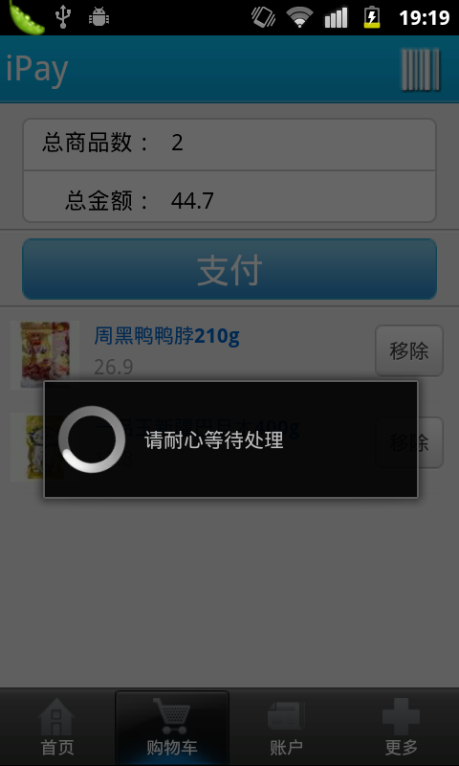 19:19
iPay
总商品数： 2
总金额： 44.7
支付
周黑鸭鸭脖210g
26.9
移除
请耐心等待处理
移除
首页
购物车
账户
更多